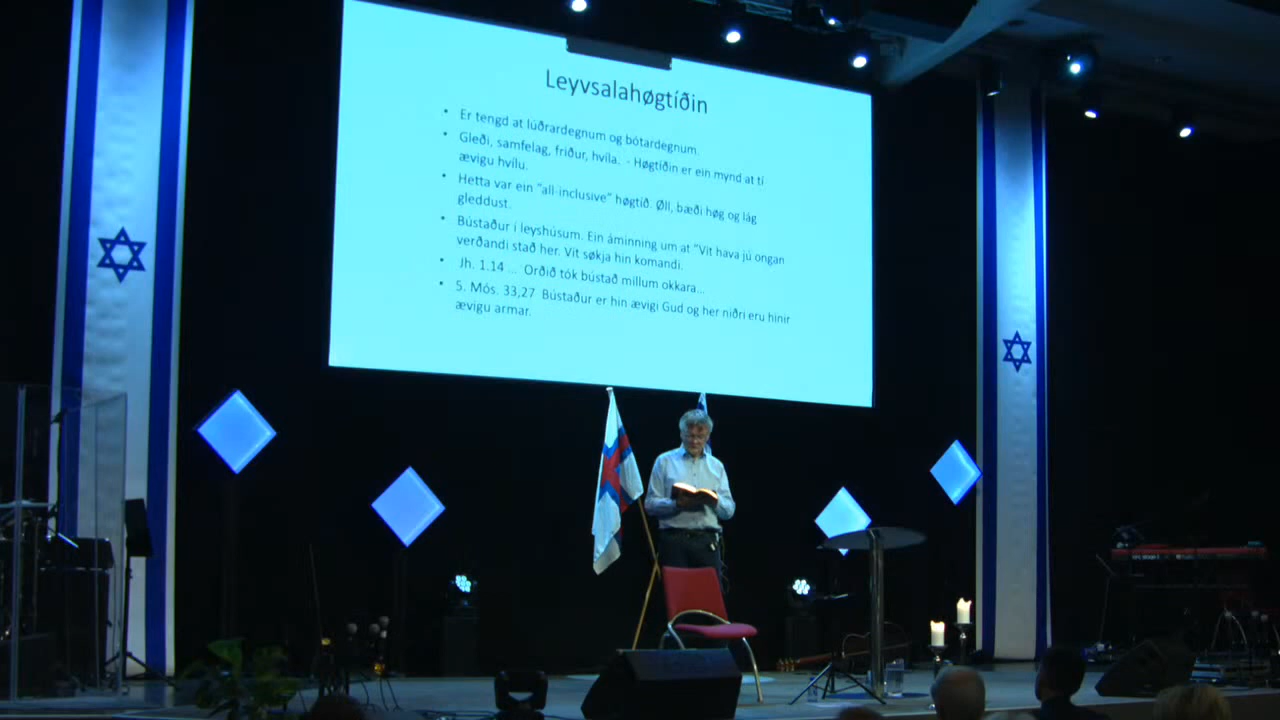 Leyvsalahøgtíðin
• Er tengd at lúðrardegnum og bótardegnum.
• Gleði, samfelag, friður, hvíla. - Høgtíðin er ein mynd at tí
ævigu hvílu.
• Hetta var ein "all-inclusive" høgtíð. Øll, bæði høg og lág
gleddust.
• Bústaður í leyshúsum. Ein áminning um at "Vit hava jú ongan
verðandi stað her. Vit søkja hin komandi.
• Jh. 1.14 ... Orðið tók bústað millum okkara...
• 5. Mós. 33,27 Bústaður er hin ævigi Gud og her niðri eru hinir
ævigu armar.